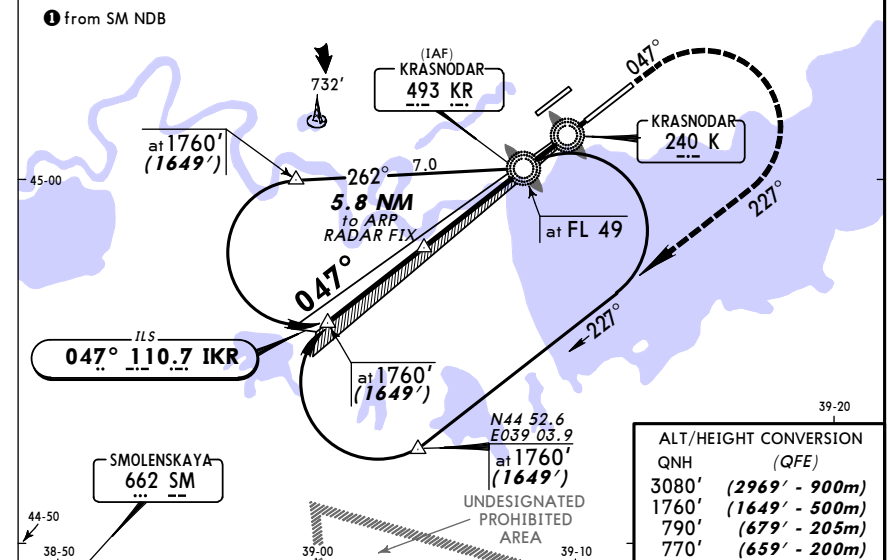 ❶ from SM NDB
732'
(IAF)
KRASNODAR
493 KR
047°
KRASNODAR
240 K
at 1760'
(1649')
45-00
262° 7.0
5.8 NM
to ARP
RADAR FIX
at FL 49
227°
047°
227°
ILS
047° 110.7 IKR
at 1760'
(1649')
39-20
N44 52.6
E039 03.9
at 1760'
(1649')
SMOLENSKAYA
662 SM
UNDESIGNATED
PROHIBITED
AREA
ALT/HEIGHT CONVERSION
QNH (QFE)
3080' (2969' - 900m)
1760' (1649' - 500m)
790' (679' - 205m)
770' (659' - 200m)
44-50
38-50
39-00
39-10